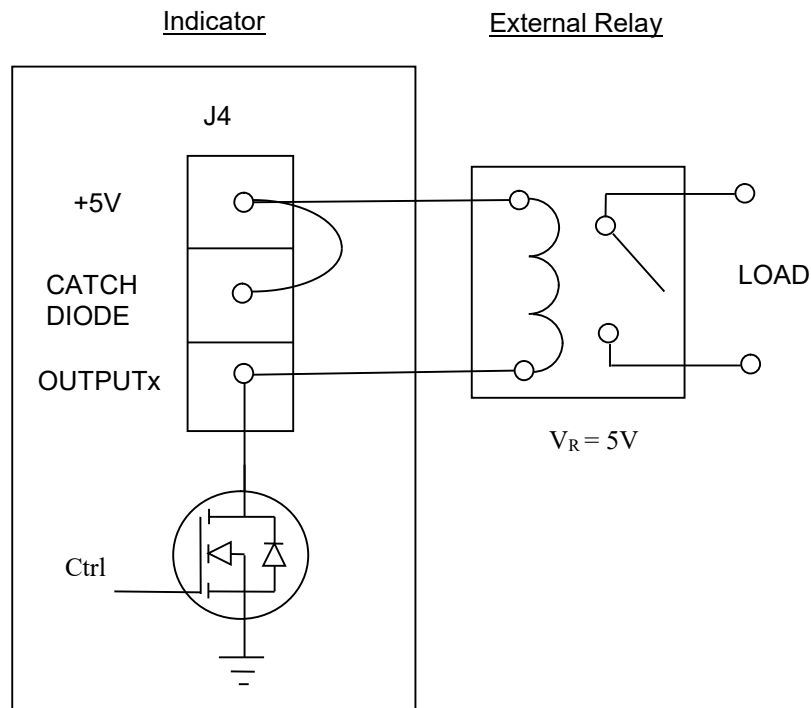 Indicator
External Relay
J4
+5V
CATCH
DIODE
OUTPUTx
LOAD
VR = 5V
Ctrl